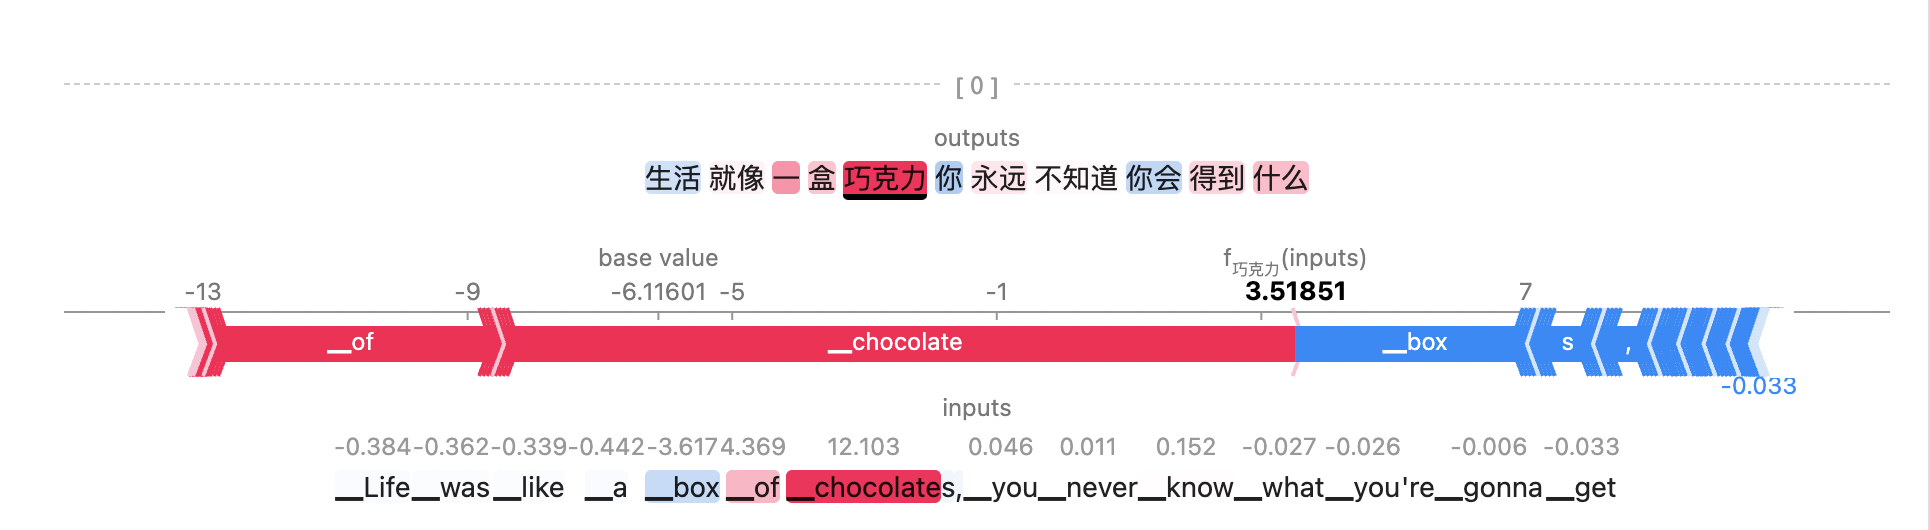 [ 0 ]
outputs
生活 就像 一 盒 巧克力 你 永远 不知道 你会 得到 什么
base value f巧克力(inputs)
-13 -9 -6.11601 -5 -1 3.51851 7
__of __chocolate __box s ,
-0.033
inputs
-0.384 -0.362 -0.339 -0.442 -3.617 4.369 12.103 0.046 0.011 0.152 -0.027 -0.026 -0.006 -0.033
__Life__was__like __a __box __of __chocolates,__you__never__know__what__you're__gonna__get